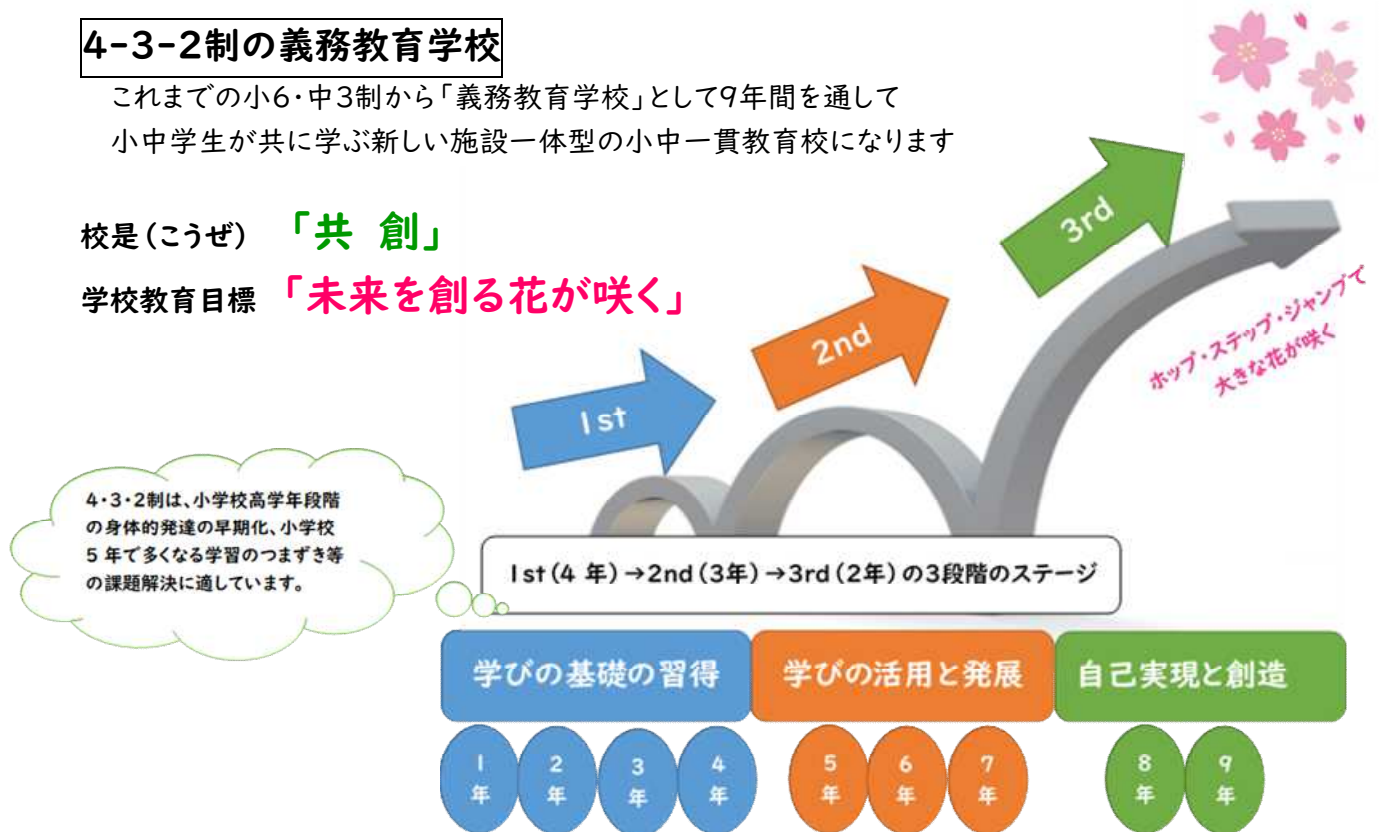 4-3-2制の義務教育学校
これまでの小6・中3制から「義務教育学校」として9年間を通して
小中学生が共に学ぶ新しい施設一体型の小中一貫教育校になります
校是(こうぜ) 「共 創」
学校教育目標 「未来を創る花が咲く」
1st
2nd
3rd
ホップ・ステップ・ジャンプで
大きな花が咲く
4・3・2制は、小学校高学年段階
の身体的発達の早期化、小学校
5 年で多くなる学習のつまずき等
の課題解決に適しています。
1st(4 年)→2nd(3年)→3rd(2年)の3段階のステージ
学びの基礎の習得
学びの活用と発展
自己実現と創造
1
年
2
年
3
年
4
年
5
年
6
年
7
年
8
年
9
年